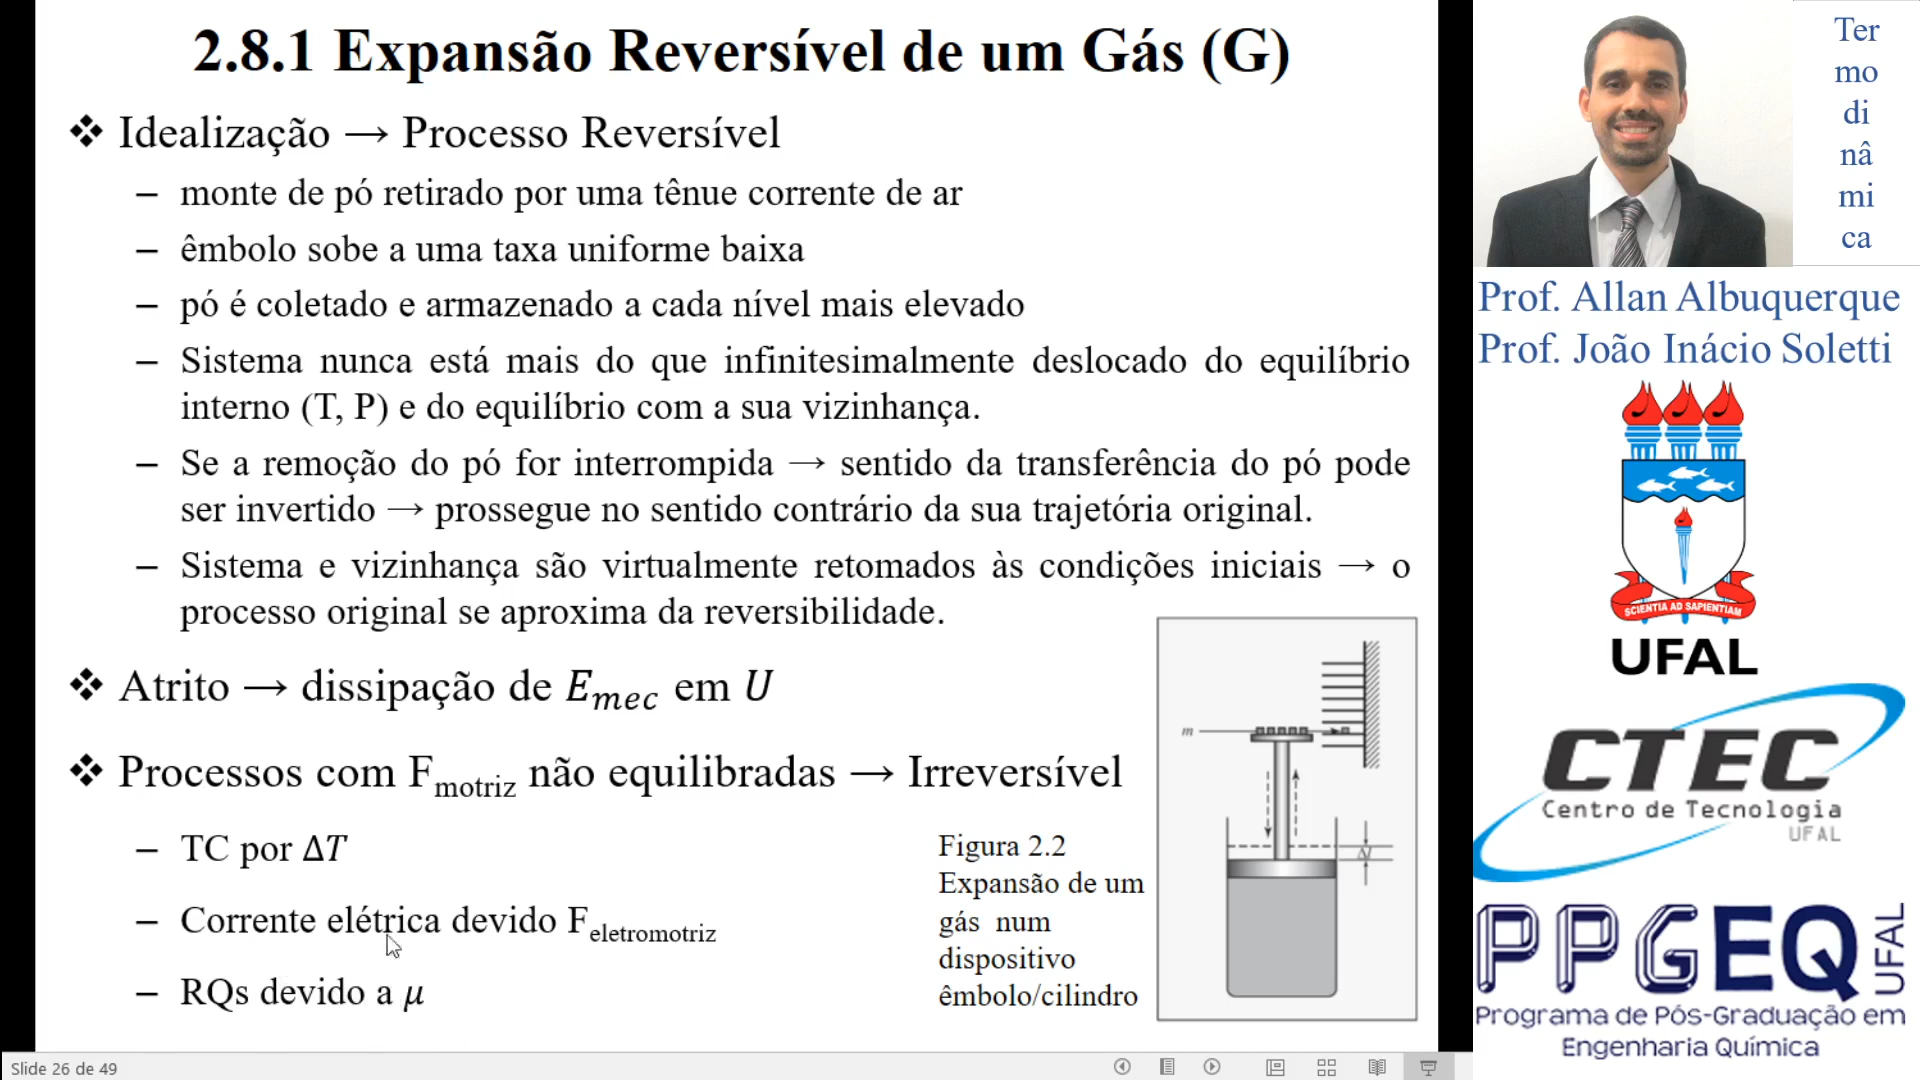 2.8.1 Expansão Reversível de um Gás (G)
❖ Idealização → Processo Reversível
– monte de pó retirado por uma tênue corrente de ar
– êmbolo sobe a uma taxa uniforme baixa
– pó é coletado e armazenado a cada nível mais elevado
– Sistema nunca está mais do que infinitesimalmente deslocado do equilíbrio
interno (T, P) e do equilíbrio com a sua vizinhança.
– Se a remoção do pó for interrompida → sentido da transferência do pó pode
ser invertido → prossegue no sentido contrário da sua trajetória original.
– Sistema e vizinhança são virtualmente retomados às condições iniciais → o
processo original se aproxima da reversibilidade.
❖ Atrito → dissipação de E_mec em U
❖ Processos com F_motriz não equilibradas → Irreversível
– TC por ΔT
– Corrente elétrica devido F_eletromotriz
– RQs devido a μ
Figura 2.2
Expansão de um
gás num
dispositivo
êmbolo/cilindro
m
Δl
Slide 26 de 49
Ter
mo
di
nâ
mi
ca
Prof. Allan Albuquerque
Prof. João Inácio Soletti
SCIENTIA AD SAPIENTIAM
UFAL
CTEC
Centro de Tecnologia
UFAL
PPGEQ
UFAL
Programa de Pós-Graduação em
Engenharia Química